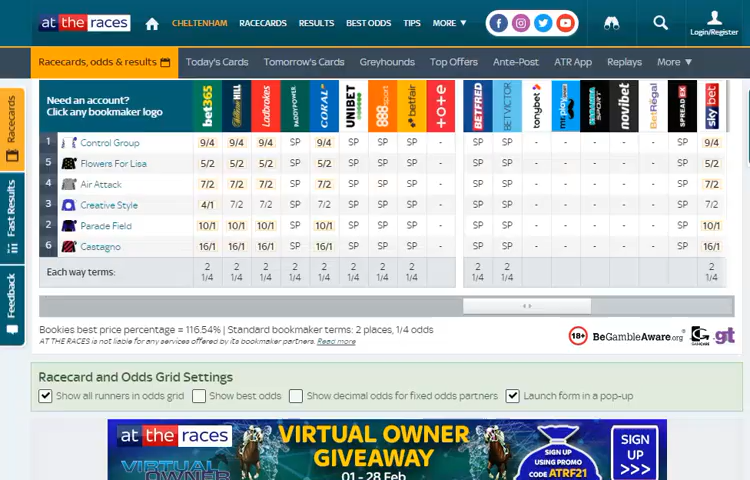 at the races CHELTENHAM RACECARDS RESULTS BEST ODDS TIPS MORE Login/Register
Racecards, odds & results Today's Cards Tomorrow's Cards Greyhounds Top Offers Ante-Post ATR App Replays More
Racecards
Fast Results
Feedback
Need an account?
Click any bookmaker logo
bet365 William HILL Ladbrokes PADDYPOWER CORAL UNIBET 888sport betfair tote BETFRED BETVICTOR tonybet novibet BetRegal SPREADEX sky bet
1 Control Group 9/4 9/4 9/4 SP 9/4 SP SP SP - SP SP - - - - - SP 9/4
5 Flowers For Lisa 5/2 5/2 5/2 SP 5/2 SP SP SP - SP SP - - - - - SP 5/2
4 Air Attack 7/2 7/2 7/2 SP 7/2 SP SP SP - SP SP - - - - - SP 7/2
3 Creative Style 4/1 7/2 7/2 SP 7/2 SP SP SP - SP SP - - - - - SP 7/2
2 Parade Field 10/1 10/1 10/1 SP 10/1 SP SP SP - SP SP - - - - - SP 10/1
6 Castagno 16/1 16/1 16/1 SP 16/1 SP SP SP - SP SP - - - - - SP 16/1
Each way terms: 2 2 2 2 2 2 2 2 2 2 2
1/4 1/4 1/4 1/4 1/4 1/4 1/4 1/4 1/4 1/4 1/4
Bookies best price percentage = 116.54% | Standard bookmaker terms: 2 places, 1/4 odds
AT THE RACES is not liable for any services offered by its bookmaker partners. Read more
18+ BeGambleAware.org GAMCARE gt
Racecard and Odds Grid Settings
Show all runners in odds grid Show best odds Show decimal odds for fixed odds partners Launch form in a pop-up
at the races
VIRTUAL OWNER
VIRTUAL OWNER
GIVEAWAY
01 - 28 Feb
SIGN UP
USING PROMO
CODE ATRF21
SIGN
UP
>>>